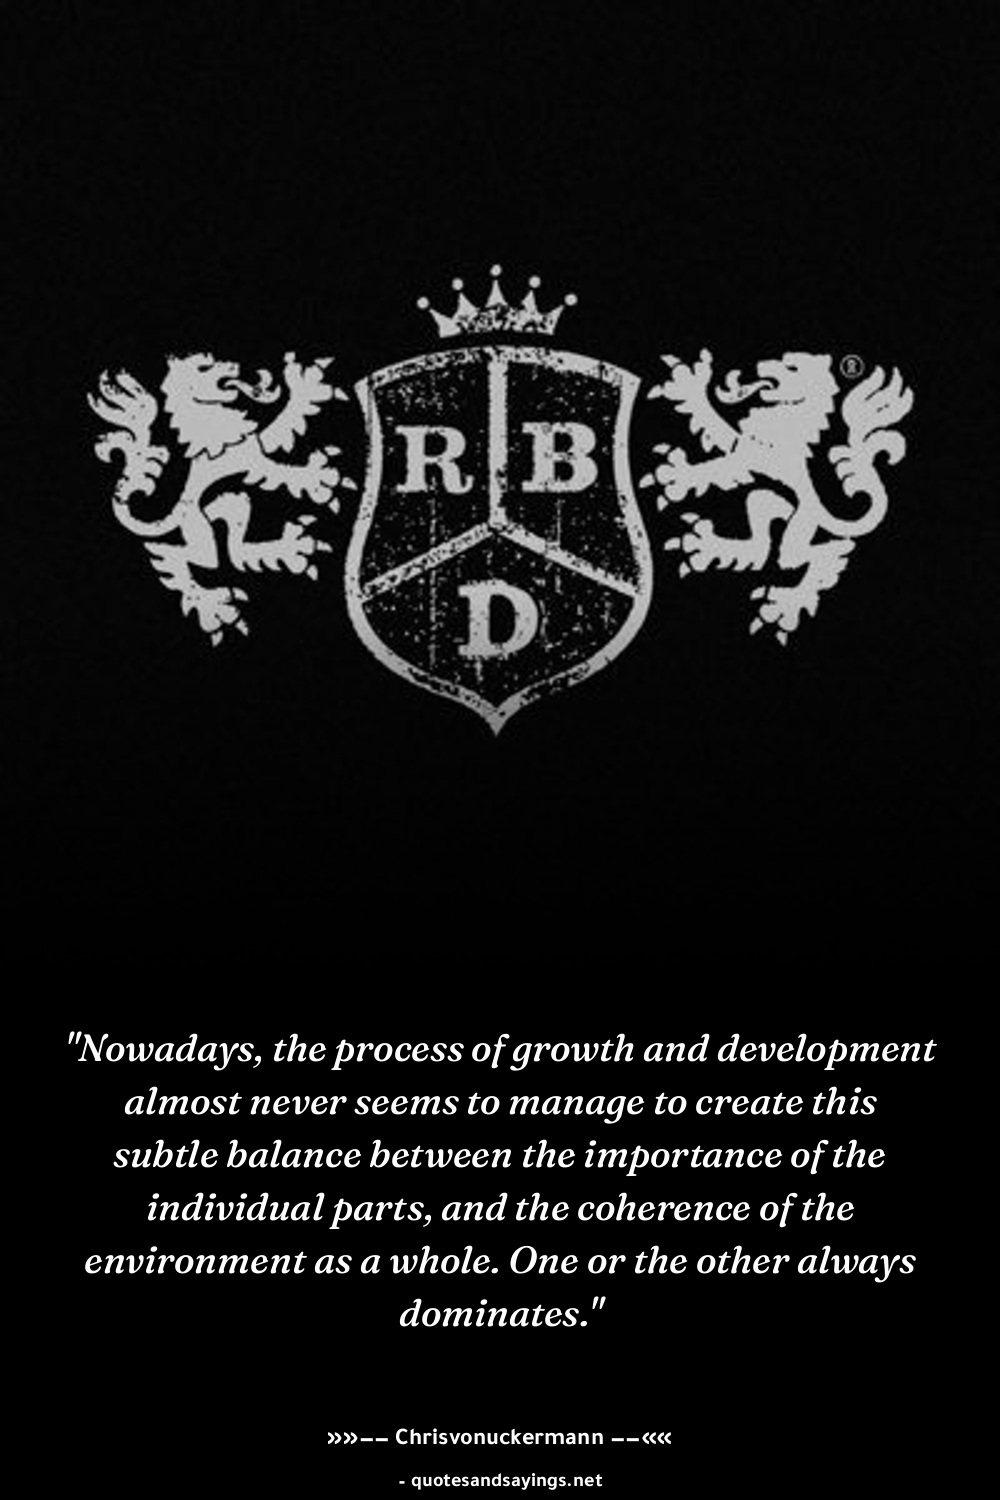 ®
R B
D
"Nowadays, the process of growth and development
almost never seems to manage to create this
subtle balance between the importance of the
individual parts, and the coherence of the
environment as a whole. One or the other always
dominates."
»»–– Chrisvonuckermann ––««
- quotesandsayings.net